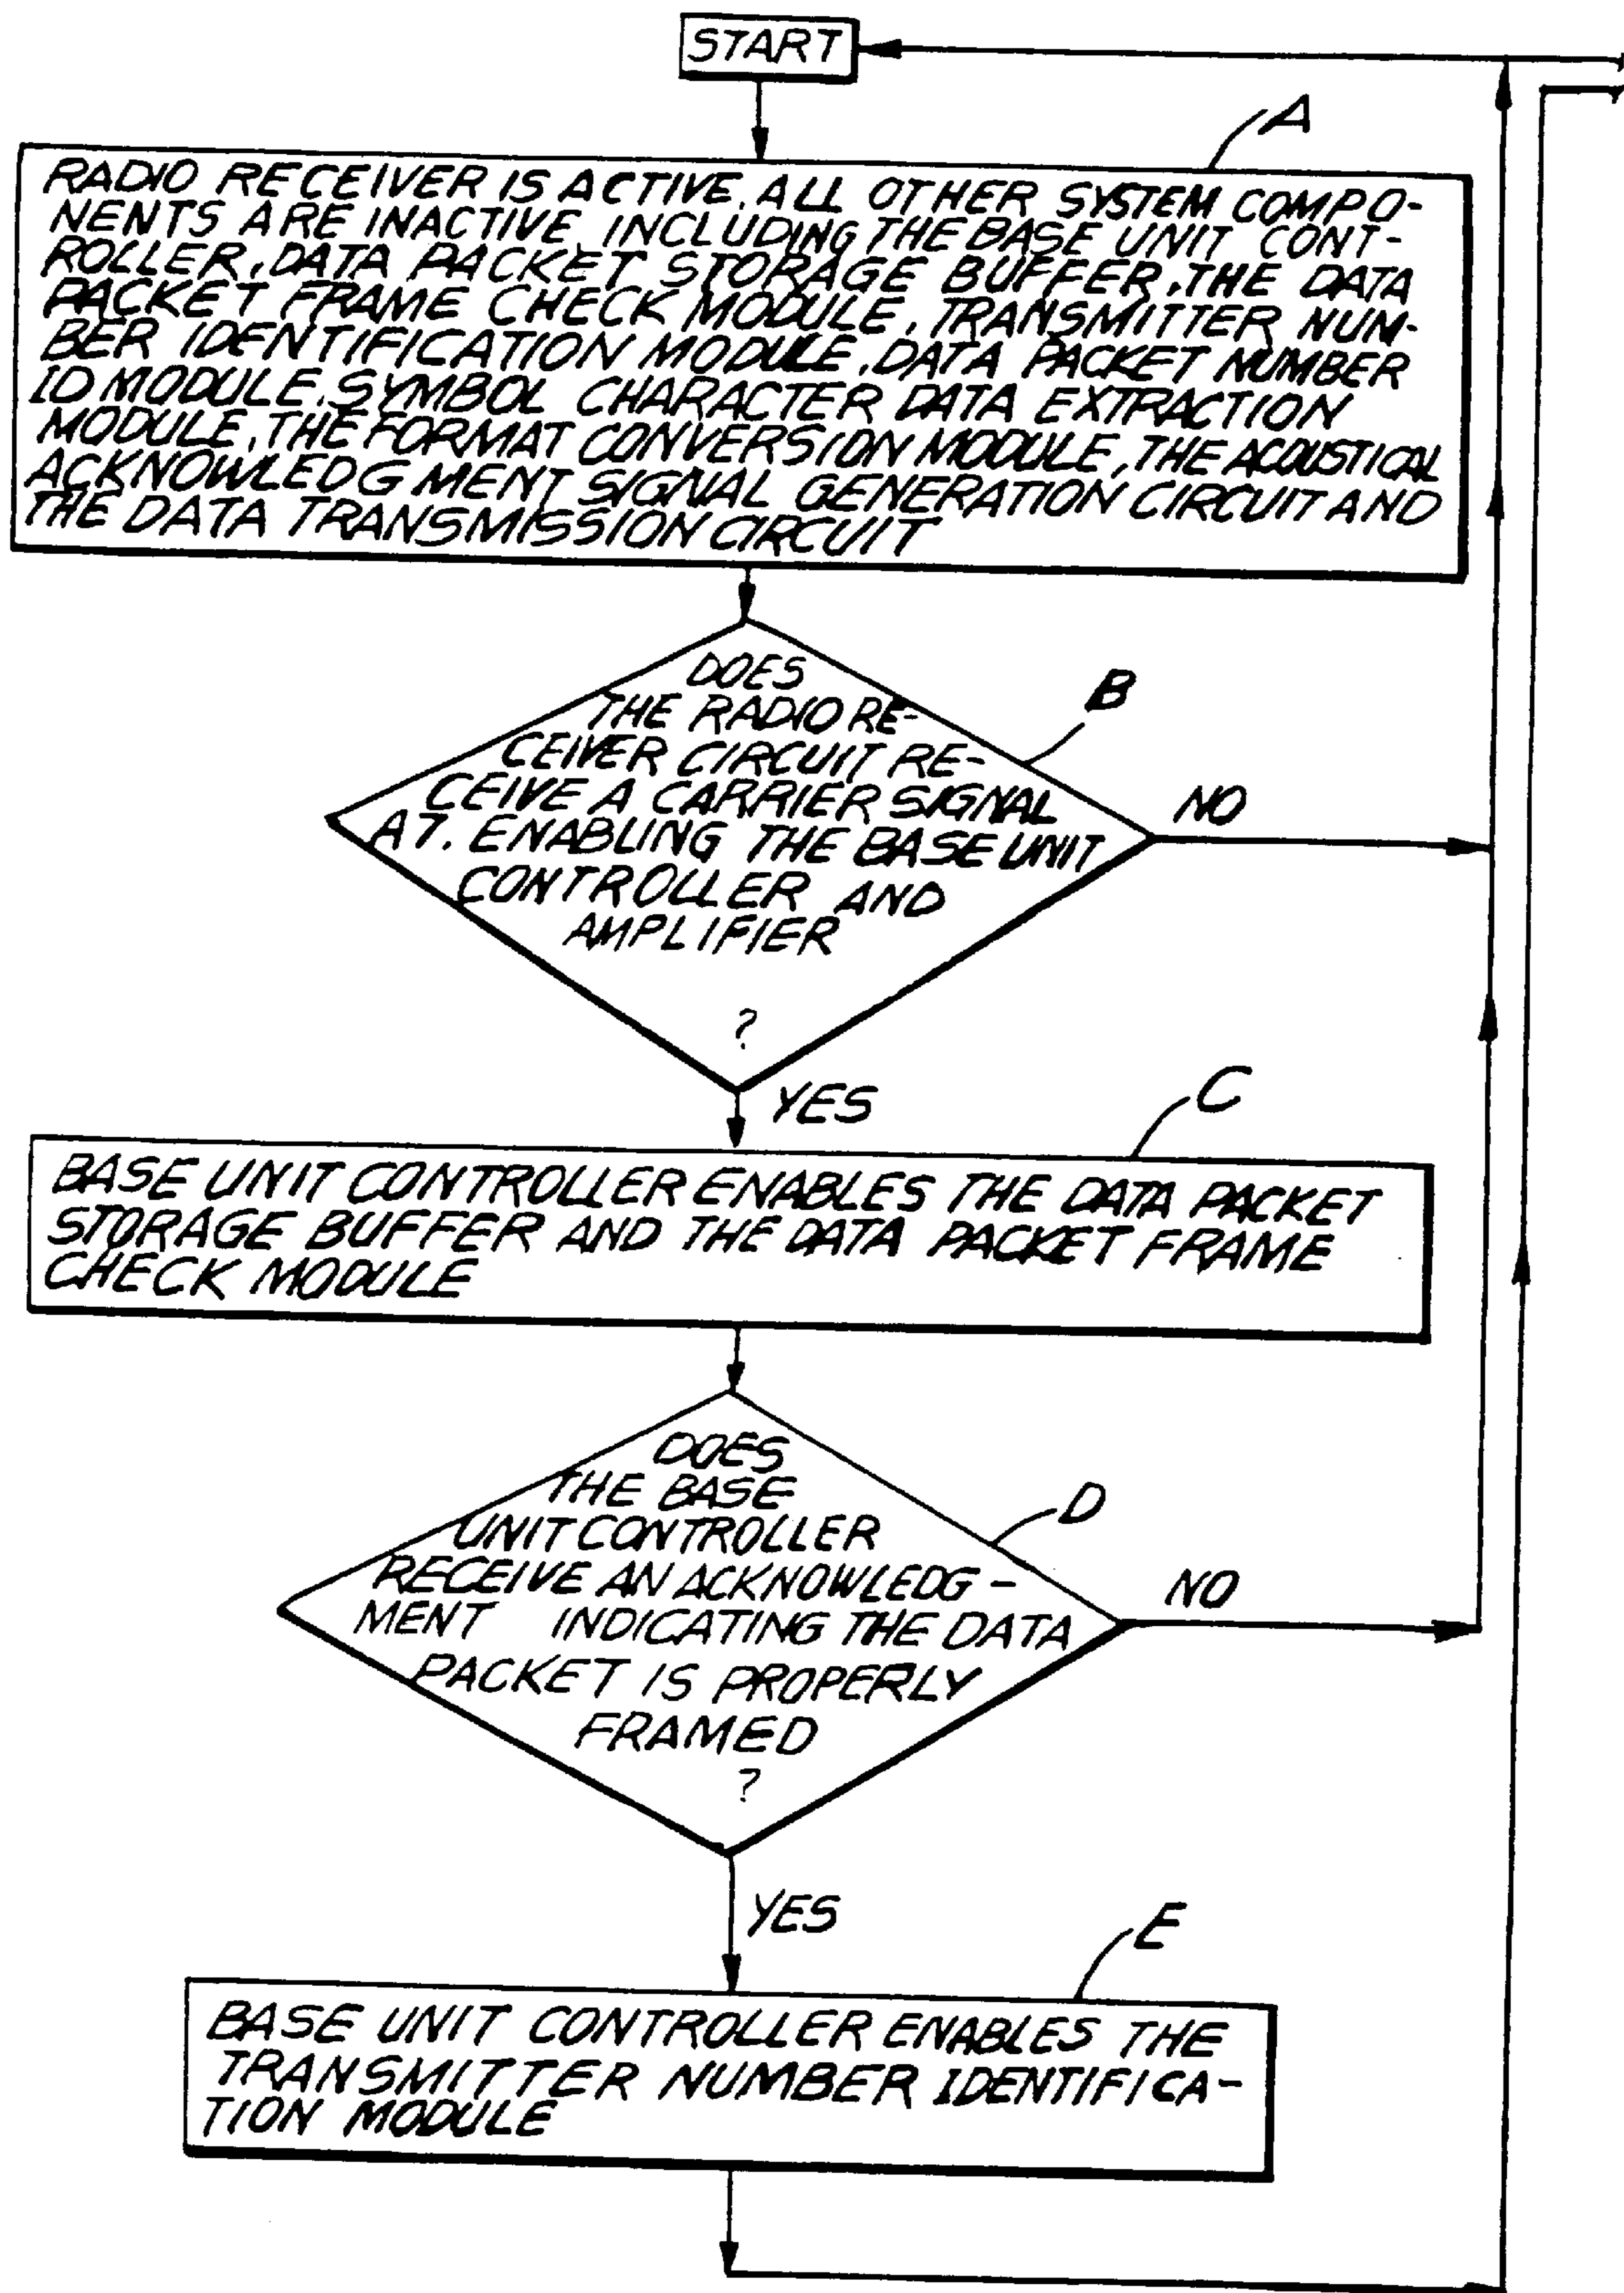 START
A
RADIO RECEIVER IS ACTIVE, ALL OTHER SYSTEM COMPO-
NENTS ARE INACTIVE, INCLUDING THE BASE UNIT CONT-
ROLLER, DATA PACKET STORAGE BUFFER, THE DATA
PACKET FRAME CHECK MODULE, TRANSMITTER NUM-
BER IDENTIFICATION MODULE, DATA PACKET NUMBER
ID MODULE, SYMBOL CHARACTER DATA EXTRACTION
MODULE, THE FORMAT CONVERSION MODULE, THE ACOUSTICAL
ACKNOWLEDGMENT SIGNAL GENERATION CIRCUIT AND
THE DATA TRANSMISSION CIRCUIT
B
DOES
THE RADIO RE-
CEIVER CIRCUIT RE-
CEIVE A CARRIER SIGNAL
AT. ENABLING THE BASE UNIT
CONTROLLER AND
AMPLIFIER
?
NO
YES
C
BASE UNIT CONTROLLER ENABLES THE DATA PACKET
STORAGE BUFFER AND THE DATA PACKET FRAME
CHECK MODULE
D
DOES
THE BASE
UNIT CONTROLLER
RECEIVE AN ACKNOWLEDG-
MENT INDICATING THE DATA
PACKET IS PROPERLY
FRAMED
?
NO
YES
E
BASE UNIT CONTROLLER ENABLES THE
TRANSMITTER NUMBER IDENTIFICA-
TION MODULE